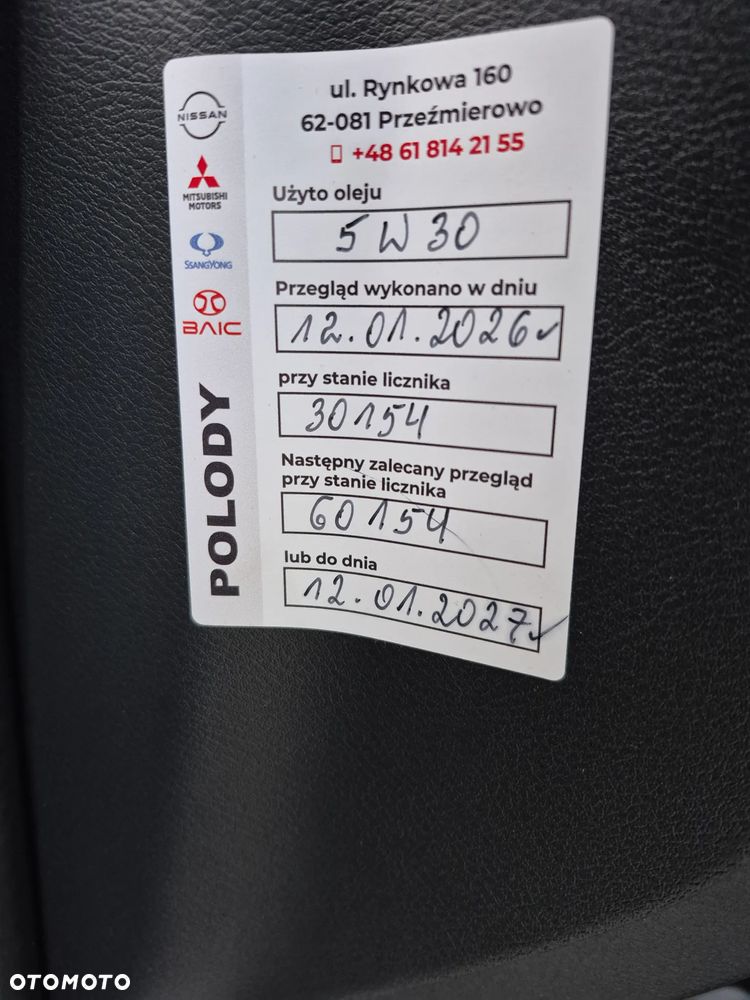 NISSAN
MITSUBISHI
MOTORS
SSANGYONG
BAIC
POLODY
ul. Rynkowa 160
62-081 Przeźmierowo
+48 61 814 21 55
Użyto oleju
5W30
Przegląd wykonano w dniu
12.01.2026
przy stanie licznika
30154
Następny zalecany przegląd
przy stanie licznika
60154
lub do dnia
12.01.2027
OTOMOTO